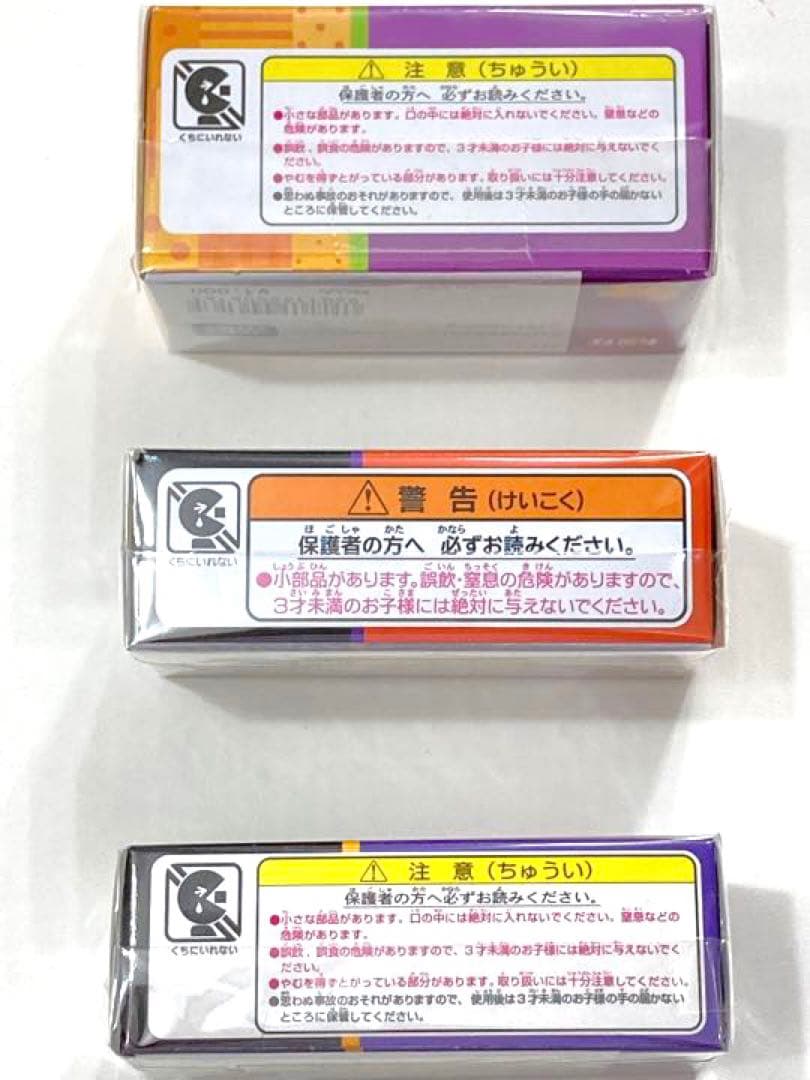 注 意（ちゅうい）
保護者の方へ 必ずお読みください。
くちにいれない
●小さな部品があります。口の中には絶対に入れないでください。窒息などの
危険があります。
●誤飲、誤食の危険がありますので、3才未満のお子様には絶対に与えないでく
ださい。
●やむを得ずとがっている部分があります。取り扱いには十分注意してください。
●思わぬ事故のおそれがありますので、使用後は3才未満のお子様の手の届かない
ところに保管してください。
¥1,000
警 告（けいこく）
保護者の方へ 必ずお読みください。
くちにいれない
●小部品があります。誤飲・窒息の危険がありますので、
3才未満のお子様には絶対に与えないでください。
注 意（ちゅうい）
保護者の方へ必ずお読みください。
くちにいれない
●小さな部品があります。口の中には絶対に入れないでください。窒息などの
危険があります。
●誤飲、誤食の危険がありますので、3才未満のお子様には絶対に与えないでく
ださい。
●やむを得ずとがっている部分があります。取り扱いには十分注意してください。
●思わぬ事故のおそれがありますので、使用後は3才未満のお子様の手の届かない
ところに保管してください。